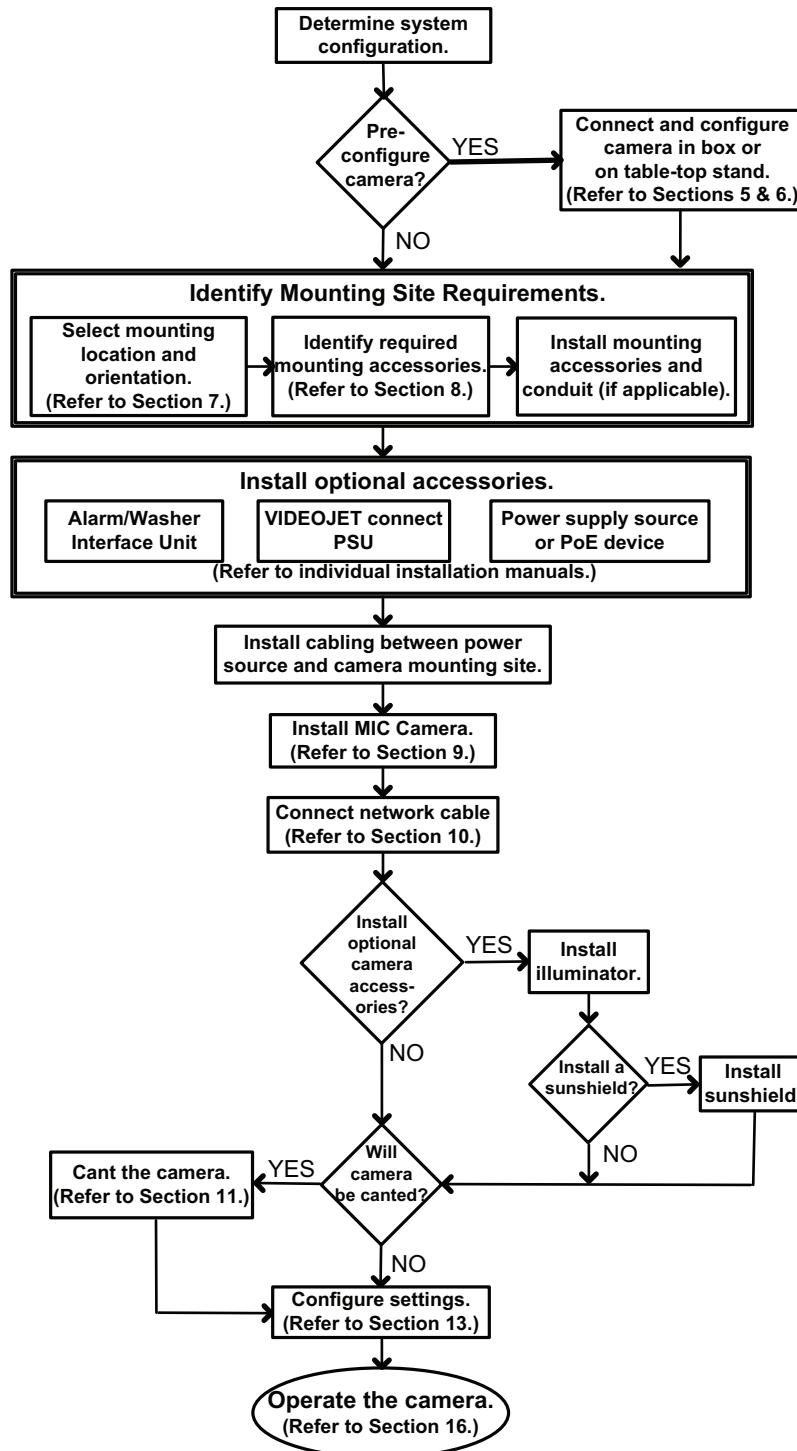 Determine system
configuration.
Pre-
configure
camera?
YES
Connect and configure
camera in box or
on table-top stand.
(Refer to Sections 5 & 6.)
NO
Identify Mounting Site Requirements.
Select mounting
location and
orientation.
(Refer to Section 7.)
Identify required
mounting accessories.
(Refer to Section 8.)
Install mounting
accessories and
conduit (if applicable).
Install optional accessories.
Alarm/Washer
Interface Unit
VIDEOJET connect
PSU
Power supply source
or PoE device
(Refer to individual installation manuals.)
Install cabling between power
source and camera mounting site.
Install MIC Camera.
(Refer to Section 9.)
Connect network cable
(Refer to Section 10.)
Install
optional
camera
access-
ories?
YES
Install
illuminator.
NO
Install a
sunshield?
YES
Install
sunshield
NO
Will
camera
be canted?
YES
Cant the camera.
(Refer to Section 11.)
NO
Configure settings.
(Refer to Section 13.)
Operate the camera.
(Refer to Section 16.)